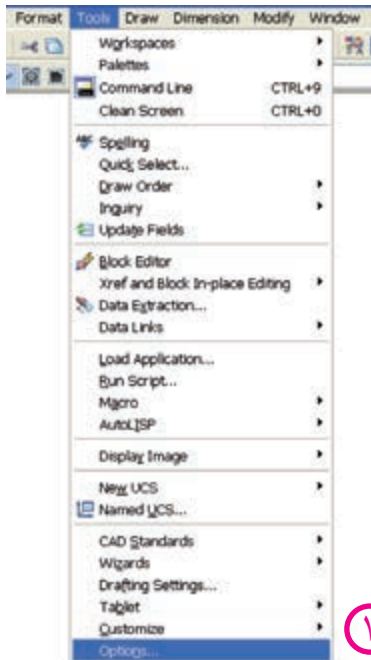 Format Tools Draw Dimension Modify Window
Workspaces
Palettes
Command Line CTRL+9
Clean Screen CTRL+0
Spelling
Quick Select...
Draw Order
Inquiry
Update Fields
Block Editor
Xref and Block In-place Editing
Data Extraction...
Data Links
Load Application...
Run Script...
Macro
AutoLISP
Display Image
New UCS
Named UCS...
CAD Standards
Wizards
Drafting Settings...
Tablet
Customize
Options...